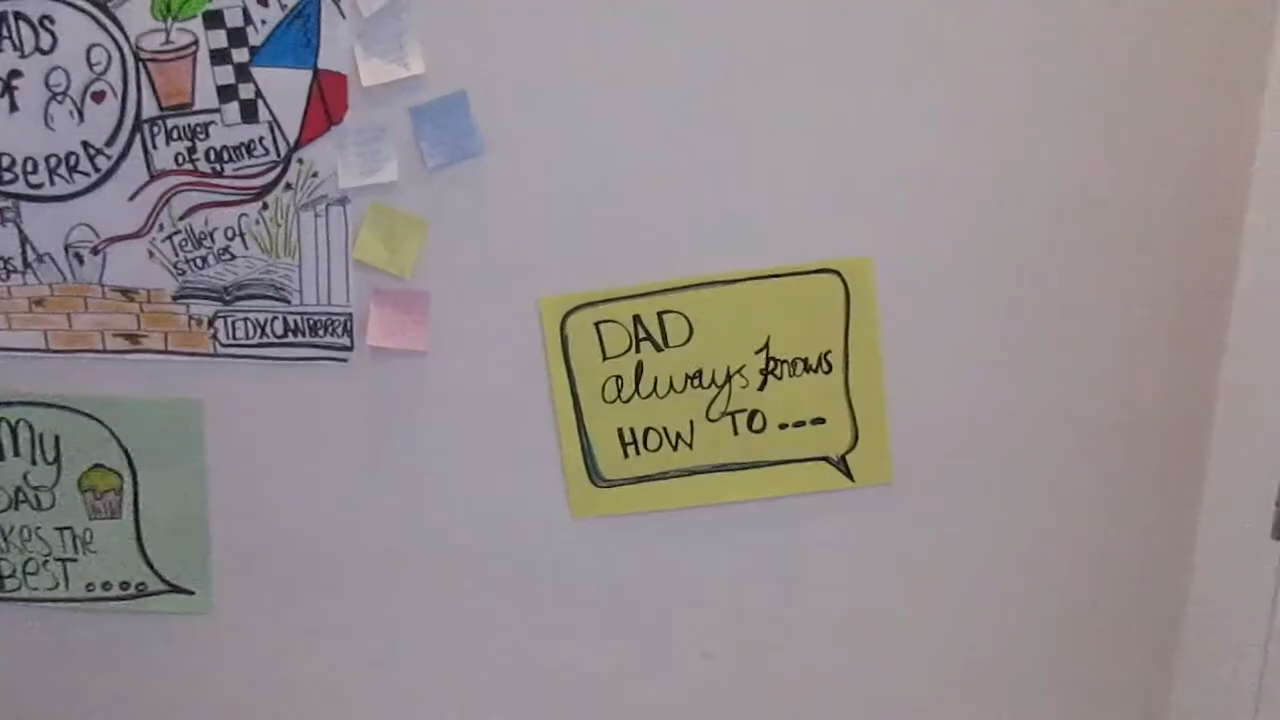 ADS
of
BERRA
Player
of games!
Teller of
stories
gs
TEDXCANBERRA
My
DAD
KES THE
BEST ....
DAD
always knows
HOW TO ...